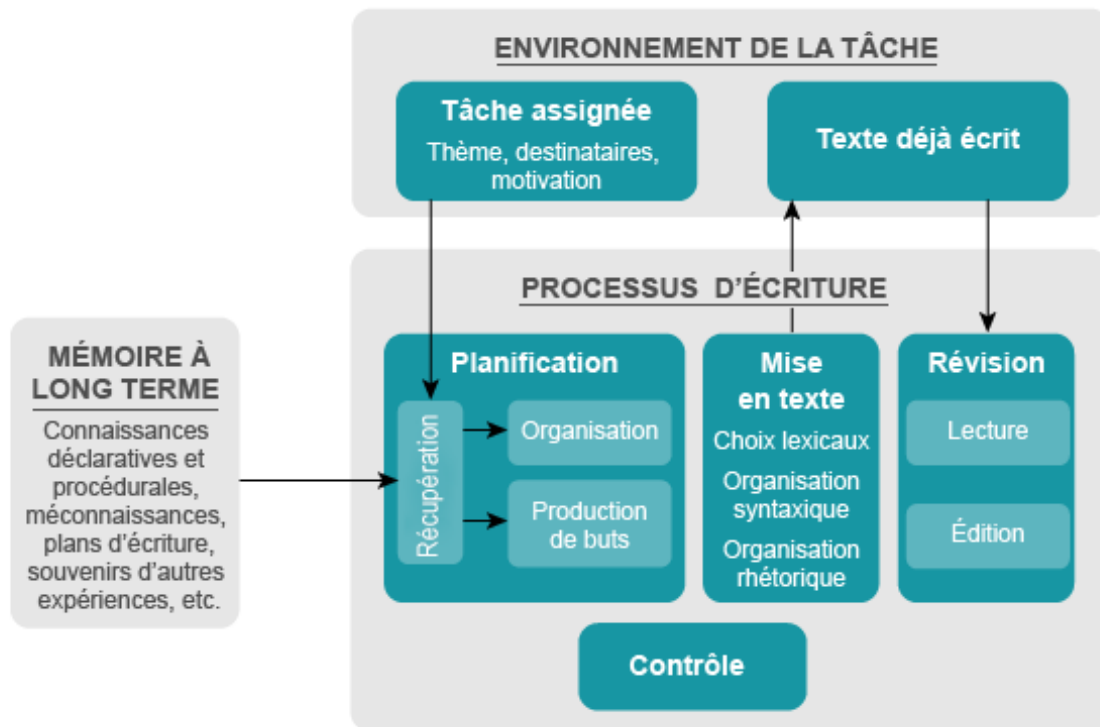 ENVIRONNEMENT DE LA TÂCHE
Tâche assignée
Thème, destinataires,
motivation
Texte déjà écrit
PROCESSUS D’ÉCRITURE
MÉMOIRE À
LONG TERME
Connaissances
déclaratives et
procédurales,
méconnaissances,
plans d’écriture,
souvenirs d’autres
expériences, etc.
Planification
Récupération
Organisation
Production
de buts
Mise
en texte
Choix lexicaux
Organisation
syntaxique
Organisation
rhétorique
Révision
Lecture
Édition
Contrôle